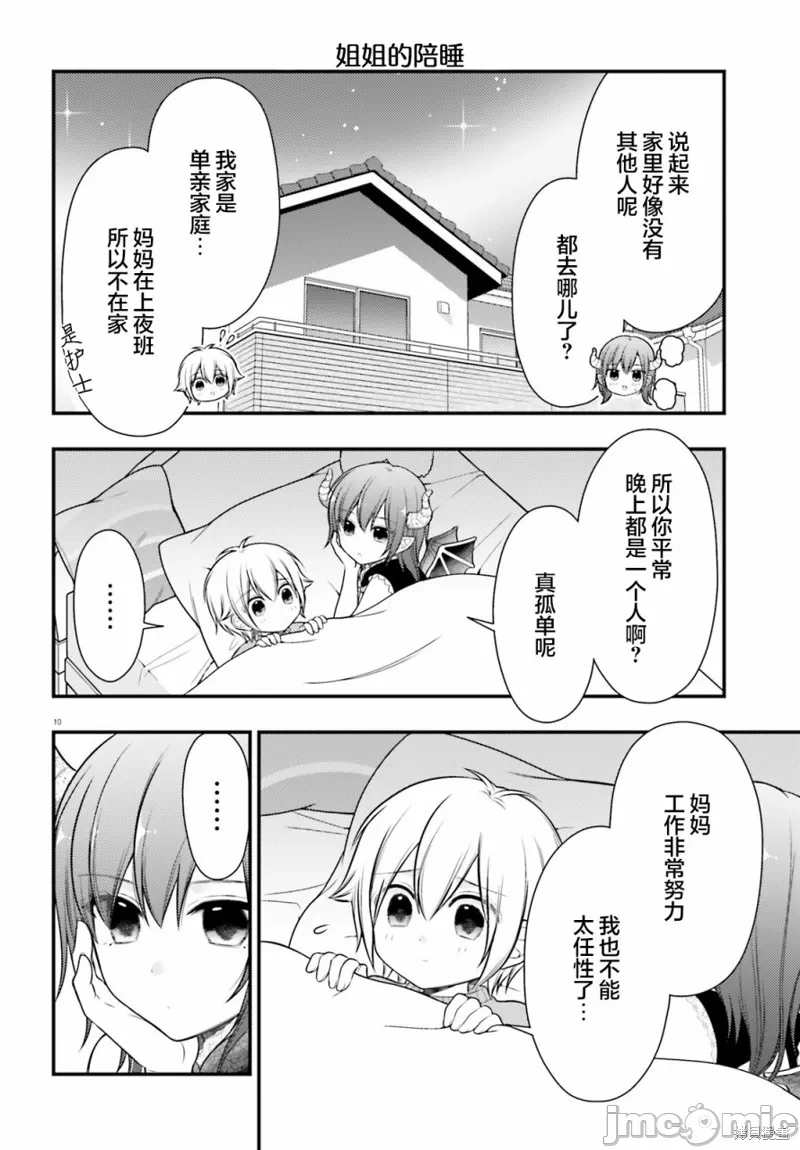 姐姐的陪睡
说起来
家里好像没有
其他人呢
都去哪儿了？
我家是
单亲家庭…
妈妈在上夜班
所以不在家
是护士
所以你平常
晚上都是一个人啊？
真孤单呢
……
10
妈妈
工作非常努力
我也不能
太任性了…
……
jmcomic
拷貝漫畫